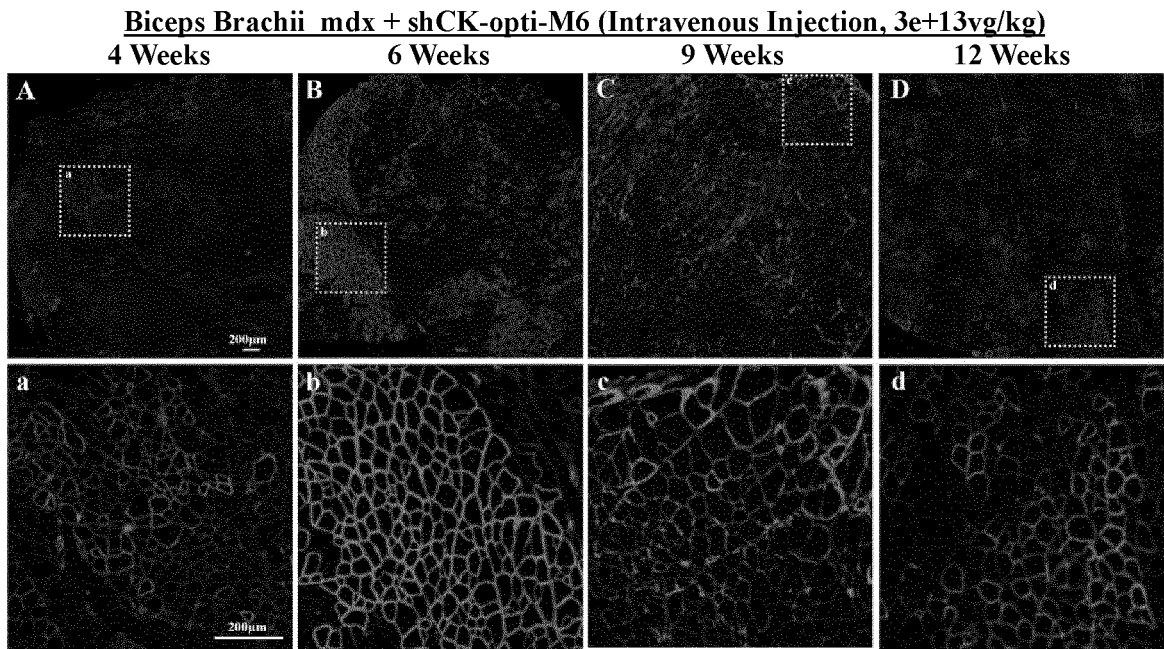 Biceps Brachii mdx + shCK-opti-M6 (Intravenous Injection, 3e+13vg/kg)
4 Weeks 6 Weeks 9 Weeks 12 Weeks
A B C D
c
a
b
d
200µm
a b c d
200µm